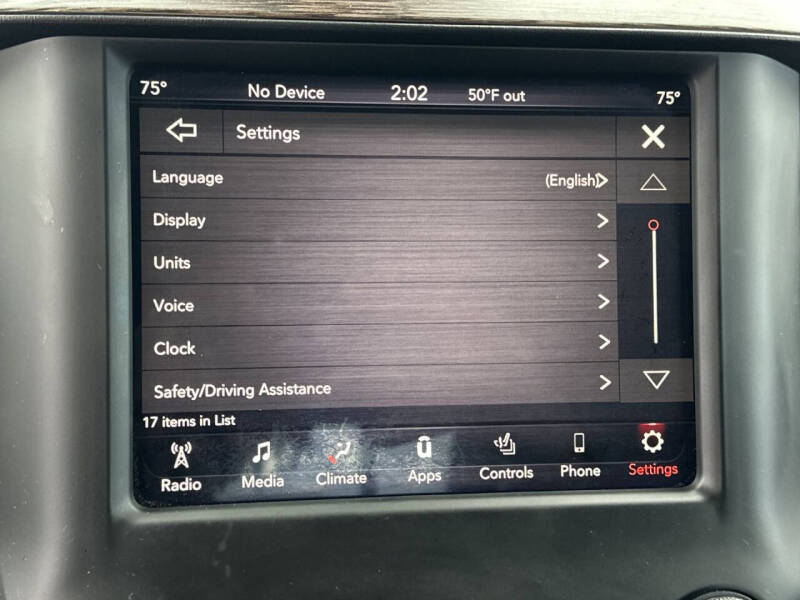 75° No Device 2:02 50°F out 75°
Settings
Language (English)
Display
Units
Voice
Clock
Safety/Driving Assistance
17 items in List
Radio Media Climate Apps Controls Phone Settings